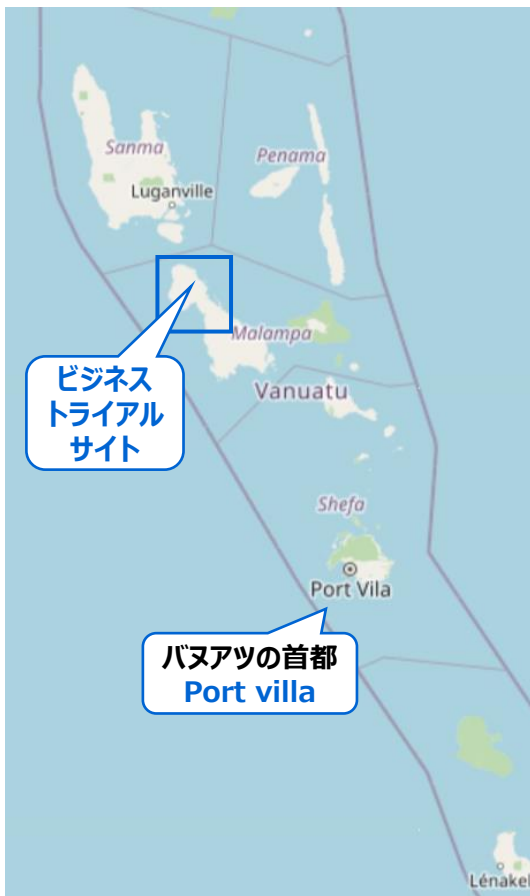 Sanma
Penama
Luganville
Malampa
ビジネス
トライアル
サイト
Vanuatu
Shefa
Port Vila
バヌアツの首都
Port villa
Lénakel